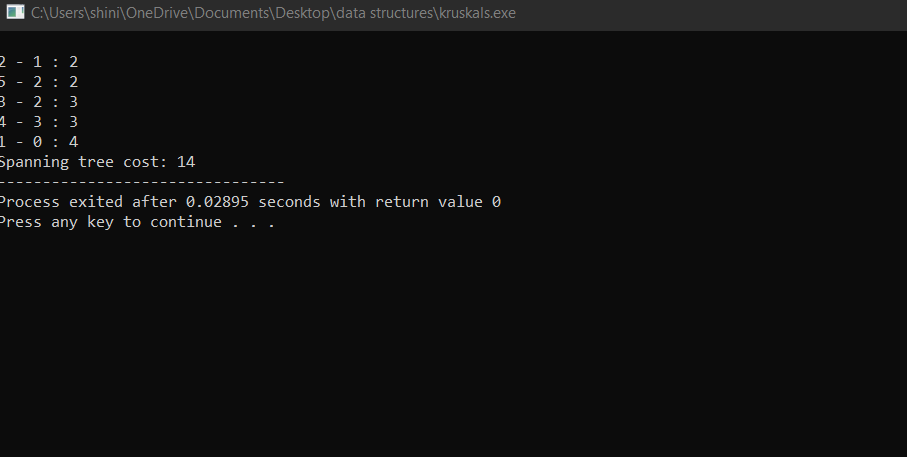 C:\Users\shini\OneDrive\Documents\Desktop\data structures\kruskals.exe
2 - 1 : 2
5 - 2 : 2
3 - 2 : 3
4 - 3 : 3
1 - 0 : 4
Spanning tree cost: 14
--------------------------------
Process exited after 0.02895 seconds with return value 0
Press any key to continue . . .